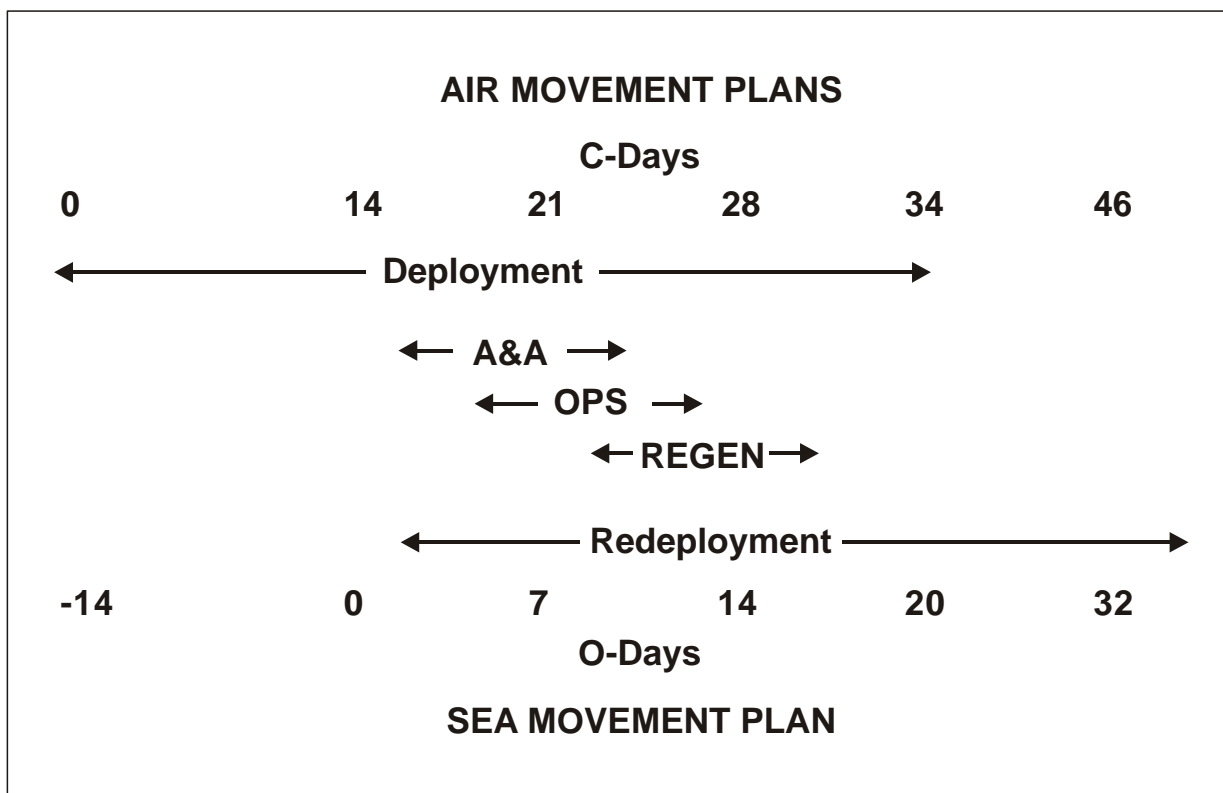 AIR MOVEMENT PLANS
C-Days
0 14 21 28 34 46
Deployment
A&A
OPS
REGEN
Redeployment
-14 0 7 14 20 32
O-Days
SEA MOVEMENT PLAN